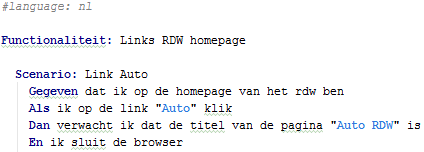 #language: nl
Functionaliteit: Links RDW homepage
Scenario: Link Auto
Gegeven dat ik op de homepage van het rdw ben
Als ik op de link "Auto" klik
Dan verwacht ik dat de titel van de pagina "Auto RDW" is
En ik sluit de browser